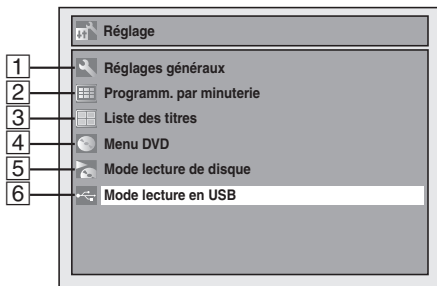 Réglage
1 Réglages généraux
2 Programm. par minuterie
3 Liste des titres
4 Menu DVD
5 Mode lecture de disque
6 Mode lecture en USB